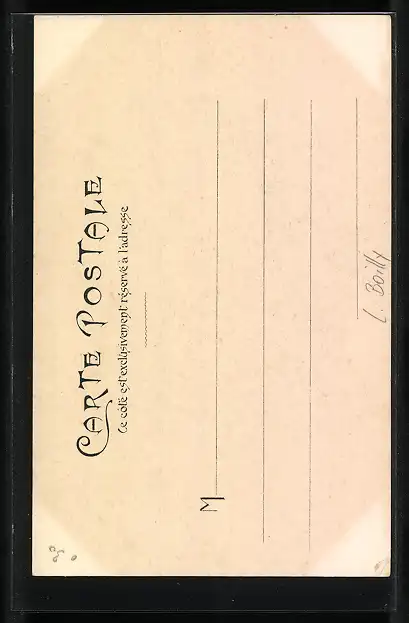 CARTE POSTALE
Ce côté est exclusivement réservé à l'adresse
M
L. Boilly